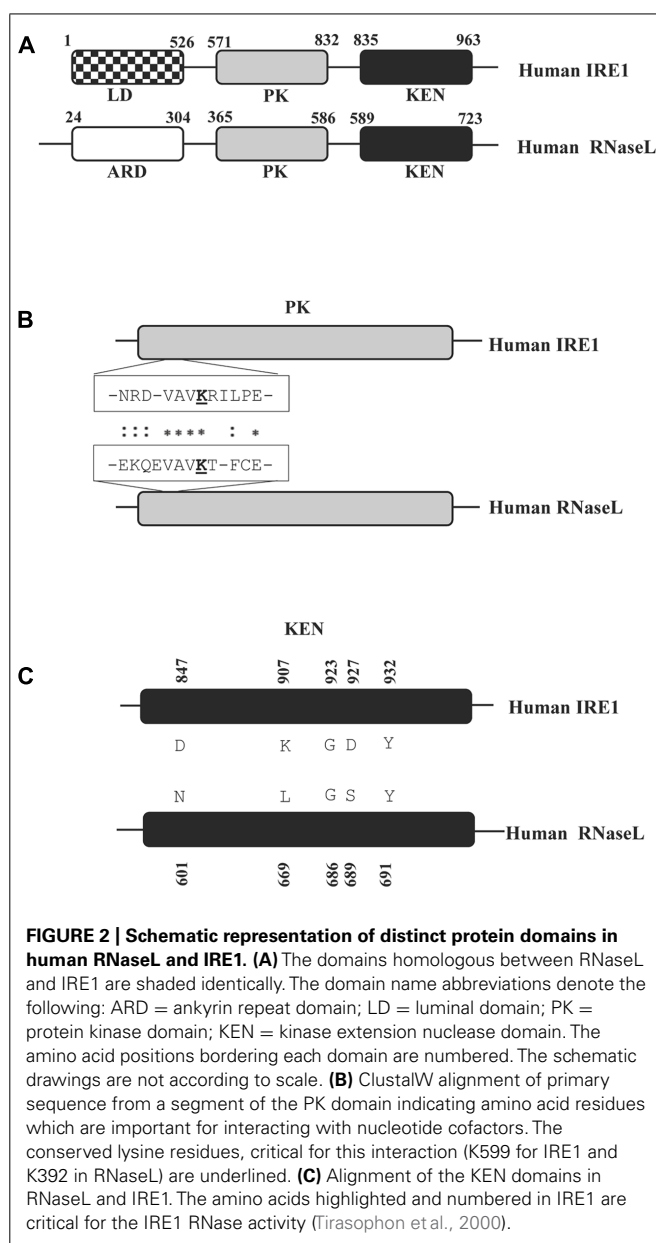 A
1 526 571 832 835 963
Human IRE1
LD PK KEN
24 304 365 586 589 723
Human RNaseL
ARD PK KEN
PK
B
Human IRE1
-NRD-VAVKRILPE-
::: **** : *
-EKQEVAVKT-FCE-
Human RNaseL
KEN
C
847 907 923 927 932
Human IRE1
D K G D Y
N L G S Y
Human RNaseL
601 669 686 689 691
FIGURE 2 | Schematic representation of distinct protein domains in
human RNaseL and IRE1. (A) The domains homologous between RNaseL
and IRE1 are shaded identically. The domain name abbreviations denote the
following: ARD = ankyrin repeat domain; LD = luminal domain; PK =
protein kinase domain; KEN = kinase extension nuclease domain. The
amino acid positions bordering each domain are numbered. The schematic
drawings are not according to scale. (B) ClustalW alignment of primary
sequence from a segment of the PK domain indicating amino acid residues
which are important for interacting with nucleotide cofactors. The
conserved lysine residues, critical for this interaction (K599 for IRE1 and
K392 in RNaseL) are underlined. (C) Alignment of the KEN domains in
RNaseL and IRE1. The amino acids highlighted and numbered in IRE1 are
critical for the IRE1 RNase activity (Tirasophon et al., 2000).